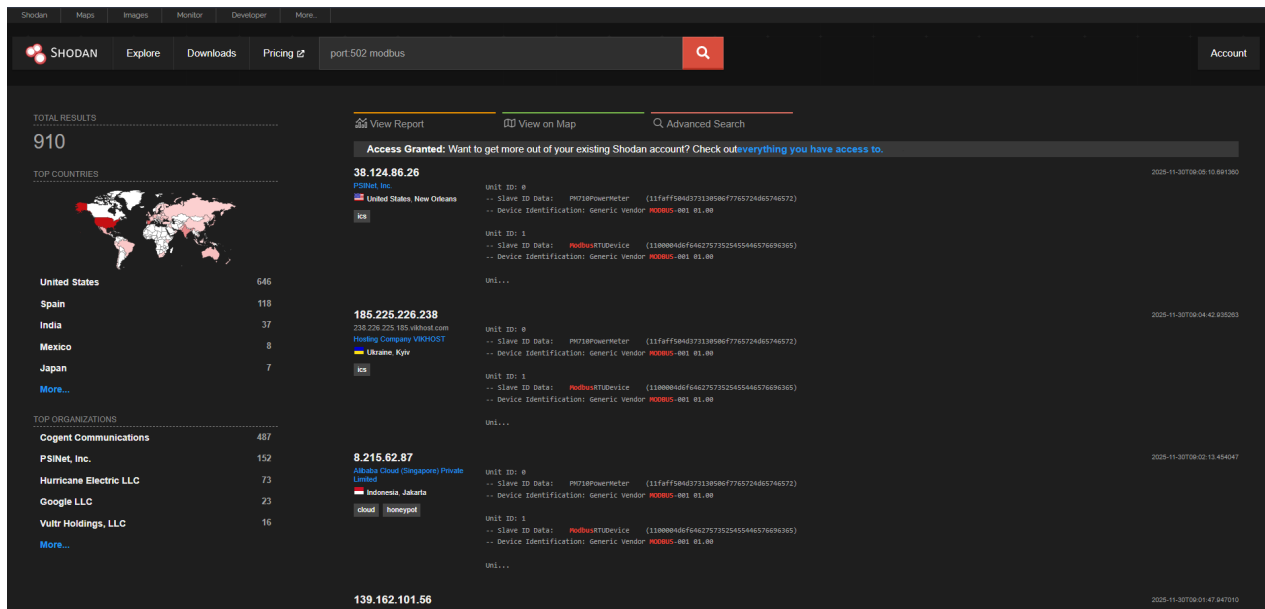 Shodan Maps Images Monitor Developer More...
SHODAN Explore Downloads Pricing port:502 modbus Account
TOTAL RESULTS
910
TOP COUNTRIES
United States 646
Spain 118
India 37
Mexico 8
Japan 7
More...
TOP ORGANIZATIONS
Cogent Communications 487
PSINet, Inc. 152
Hurricane Electric LLC 73
Google LLC 23
Vultr Holdings, LLC 16
More...
View Report View on Map Advanced Search
Access Granted: Want to get more out of your existing Shodan account? Check out everything you have access to.
38.124.86.26 2025-11-30T09:05:10.691360
PSINet, Inc.
United States, New Orleans
ics
Unit ID: 0
-- Slave ID Data: PM710PowerMeter (11faff504d373130506f7765724d65746572)
-- Device Identification: Generic Vendor MODBUS-001 01.00
Unit ID: 1
-- Slave ID Data: ModbusRTUDevice (1100004d6f646275735254554465766963​65)
-- Device Identification: Generic Vendor MODBUS-001 01.00
Uni...
185.225.226.238 2025-11-30T09:04:42.935263
238.226.225.185.vikhost.com
Hosting Company VIKHOST
Ukraine, Kyiv
ics
Unit ID: 0
-- Slave ID Data: PM710PowerMeter (11faff504d373130506f7765724d65746572)
-- Device Identification: Generic Vendor MODBUS-001 01.00
Unit ID: 1
-- Slave ID Data: ModbusRTUDevice
-- Device Identification: Generic Vendor MODBUS-001 01.00
Uni...
8.215.62.87 2025-11-30T09:02:13.454047
Alibaba Cloud (Singapore) Private
Limited
Indonesia, Jakarta
cloud honeypot
Unit ID: 0
-- Slave ID Data: PM710PowerMeter (11faff504d373130506f7765724d65746572)
-- Device Identification: Generic Vendor MODBUS-001 01.00
Unit ID: 1
-- Slave ID Data: ModbusRTUDevice
-- Device Identification: Generic Vendor MODBUS-001 01.00
Uni...
139.162.101.56 2025-11-30T09:01:47.947010